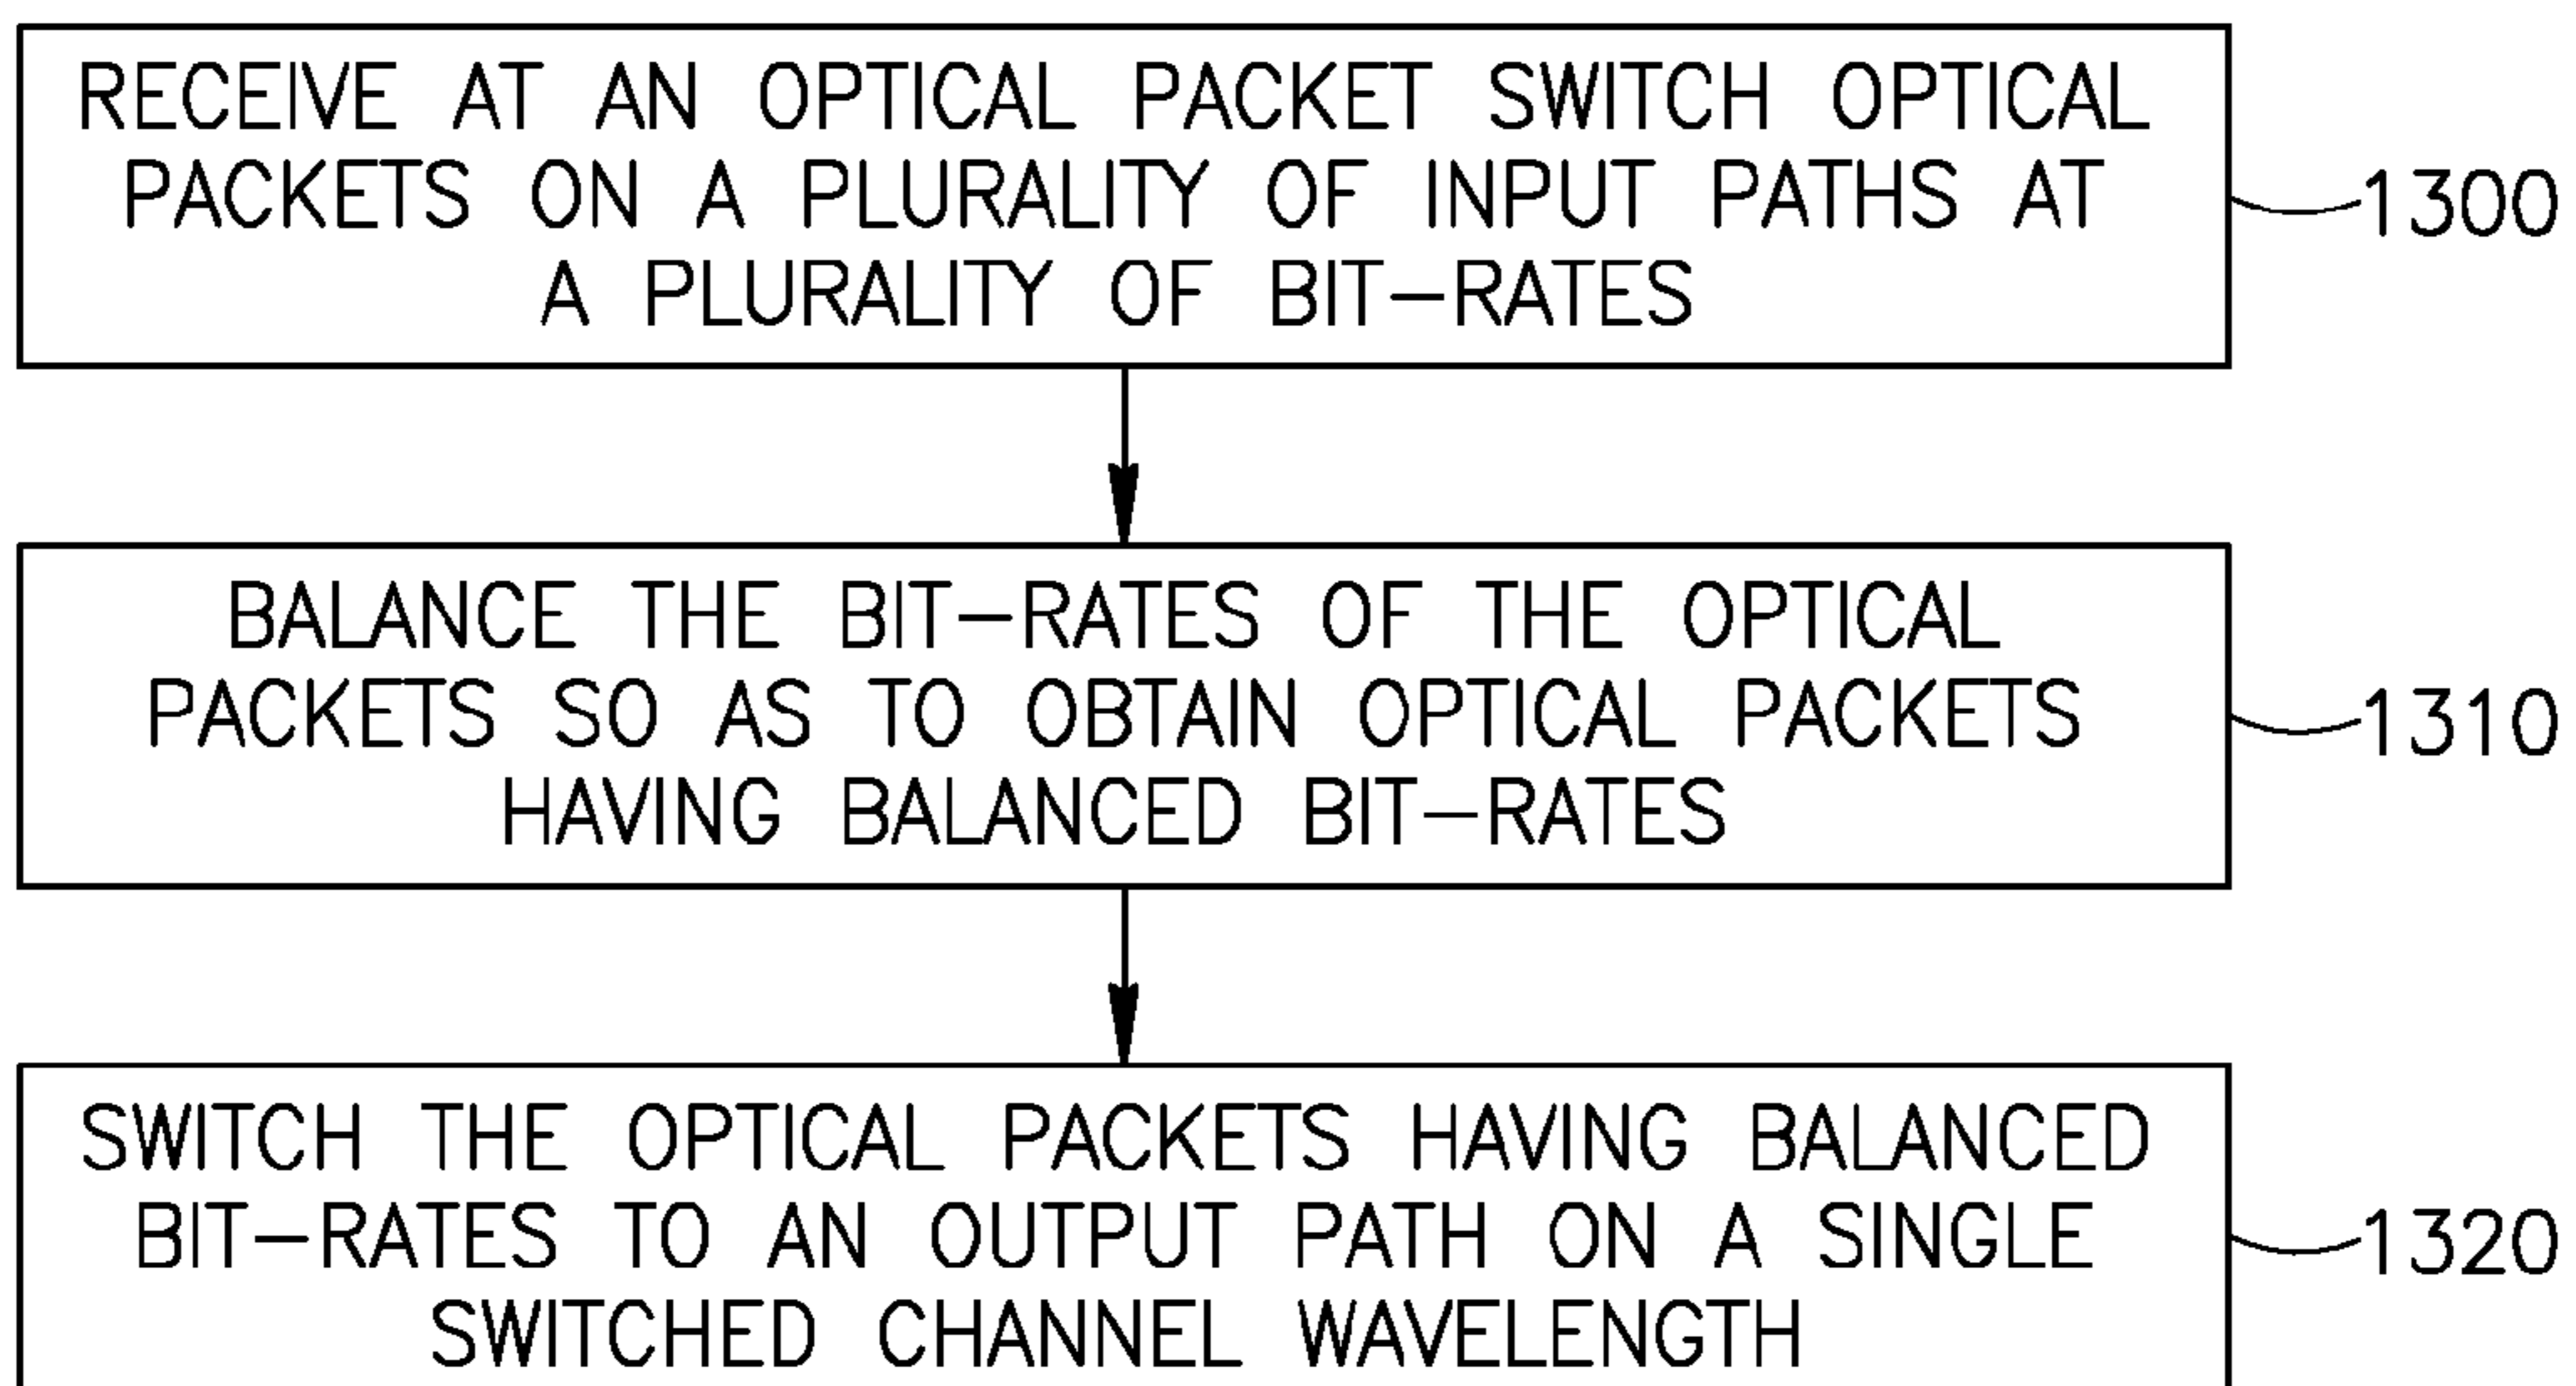 RECEIVE AT AN OPTICAL PACKET SWITCH OPTICAL
PACKETS ON A PLURALITY OF INPUT PATHS AT
A PLURALITY OF BIT-RATES
1300
BALANCE THE BIT-RATES OF THE OPTICAL
PACKETS SO AS TO OBTAIN OPTICAL PACKETS
HAVING BALANCED BIT-RATES
1310
SWITCH THE OPTICAL PACKETS HAVING BALANCED
BIT-RATES TO AN OUTPUT PATH ON A SINGLE
SWITCHED CHANNEL WAVELENGTH
1320